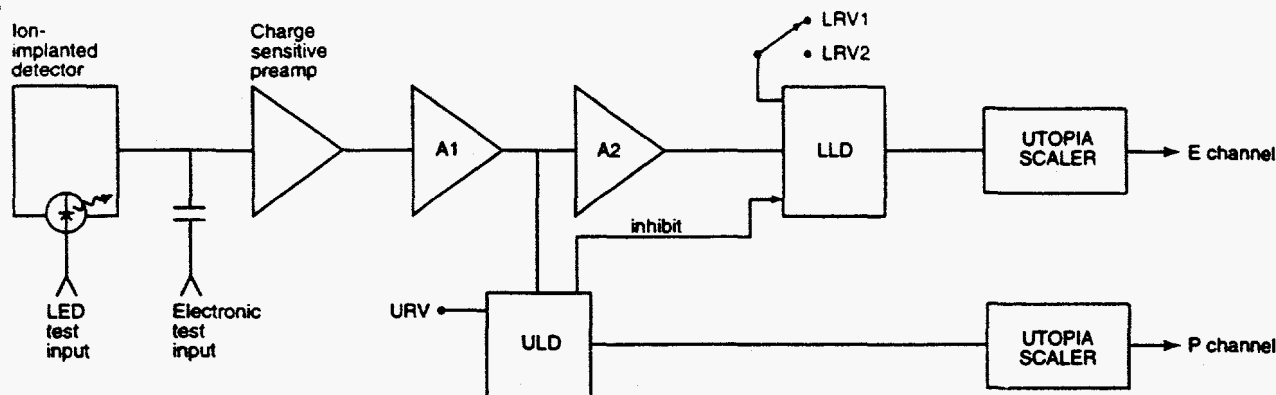 Ion-
implanted
detector
Charge
sensitive
preamp
LRV1
LRV2
A1
A2
LLD
UTOPIA
SCALER
E channel
inhibit
LED
test
input
Electronic
test
input
URV
ULD
UTOPIA
SCALER
P channel